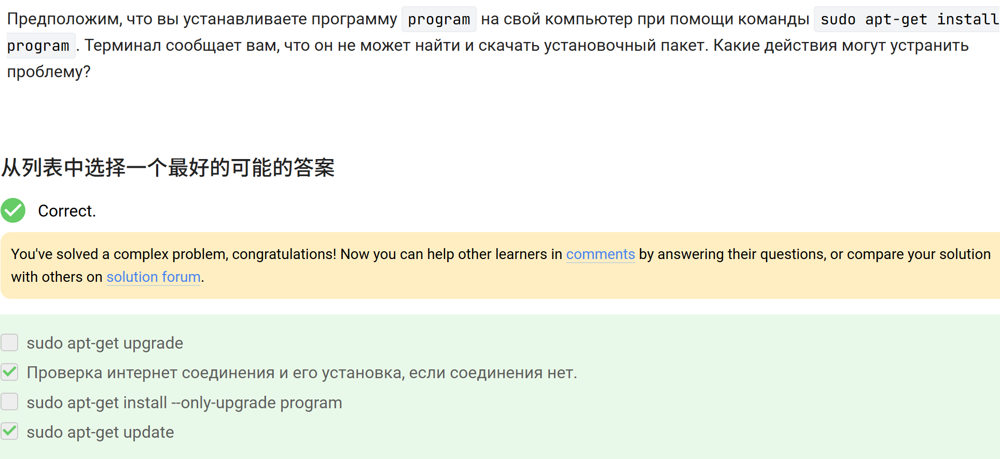 Предположим, что вы устанавливаете программу program на свой компьютер при помощи команды sudo apt-get install
program. Терминал сообщает вам, что он не может найти и скачать установочный пакет. Какие действия могут устранить
проблему?
从列表中选择一个最好的可能的答案
Correct.
You've solved a complex problem, congratulations! Now you can help other learners in comments by answering their questions, or compare your solution
with others on solution forum.
sudo apt-get upgrade
Проверка интернет соединения и его установка, если соединения нет.
sudo apt-get install --only-upgrade program
sudo apt-get update